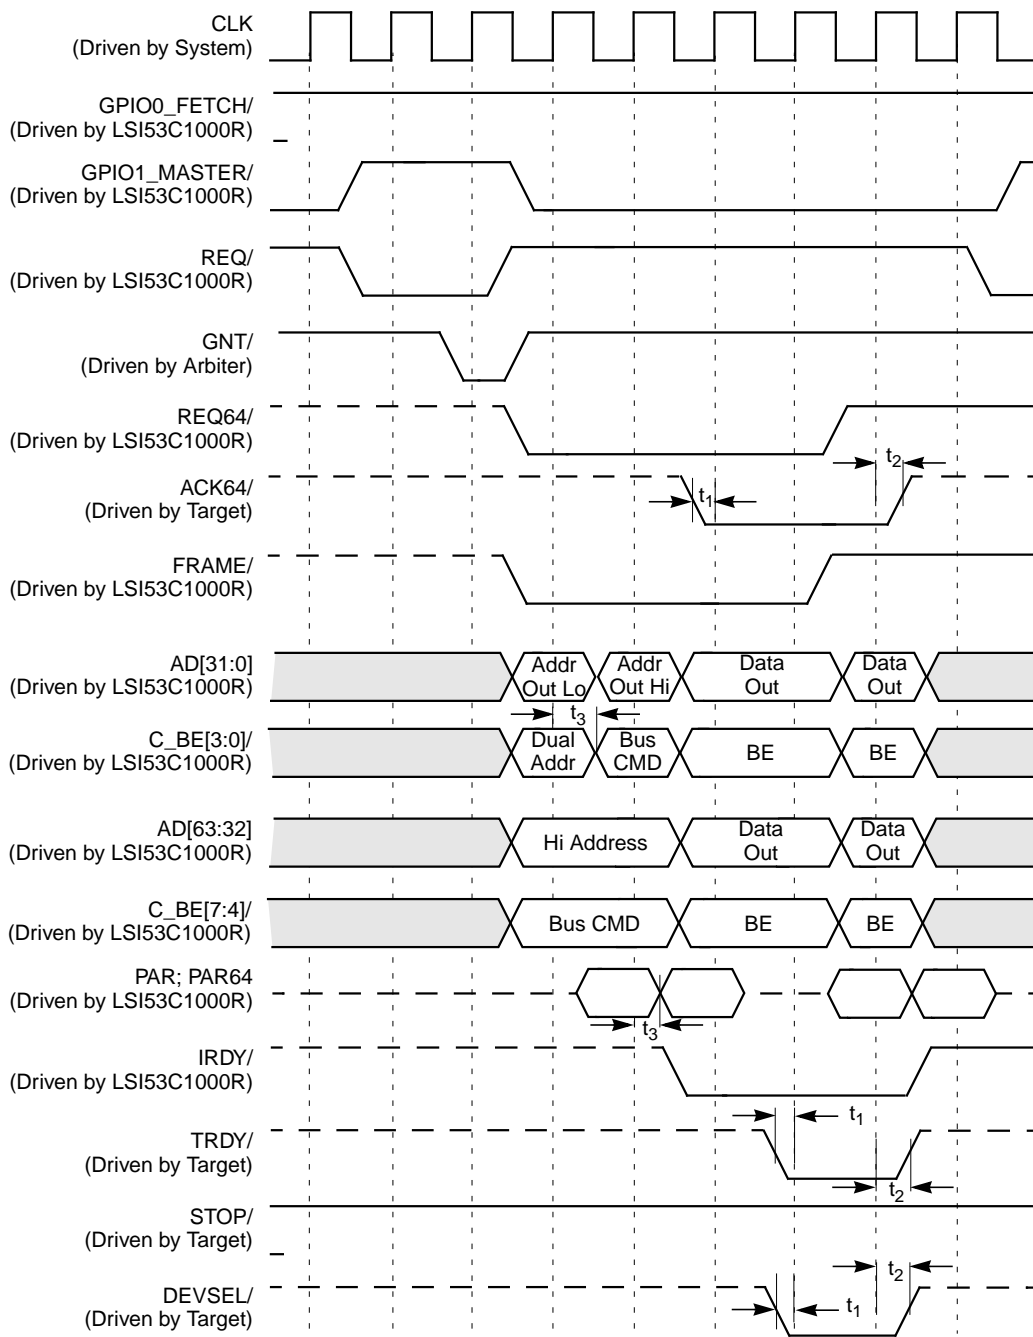 CLK
(Driven by System)
GPIO0_FETCH/
(Driven by LSI53C1000R)
GPIO1_MASTER/
(Driven by LSI53C1000R)
REQ/
(Driven by LSI53C1000R)
GNT/
(Driven by Arbiter)
REQ64/
(Driven by LSI53C1000R)
t2
ACK64/
(Driven by Target)
t1
FRAME/
(Driven by LSI53C1000R)
AD[31:0]
(Driven by LSI53C1000R)
Addr
Out Lo
Addr
Out Hi
Data
Out
Data
Out
t3
C_BE[3:0]/
(Driven by LSI53C1000R)
Dual
Addr
Bus
CMD
BE
BE
AD[63:32]
(Driven by LSI53C1000R)
Hi Address
Data
Out
Data
Out
C_BE[7:4]/
(Driven by LSI53C1000R)
Bus CMD
BE
BE
PAR; PAR64
(Driven by LSI53C1000R)
t3
IRDY/
(Driven by LSI53C1000R)
t1
TRDY/
(Driven by Target)
t2
STOP/
(Driven by Target)
t2
DEVSEL/
(Driven by Target)
t1